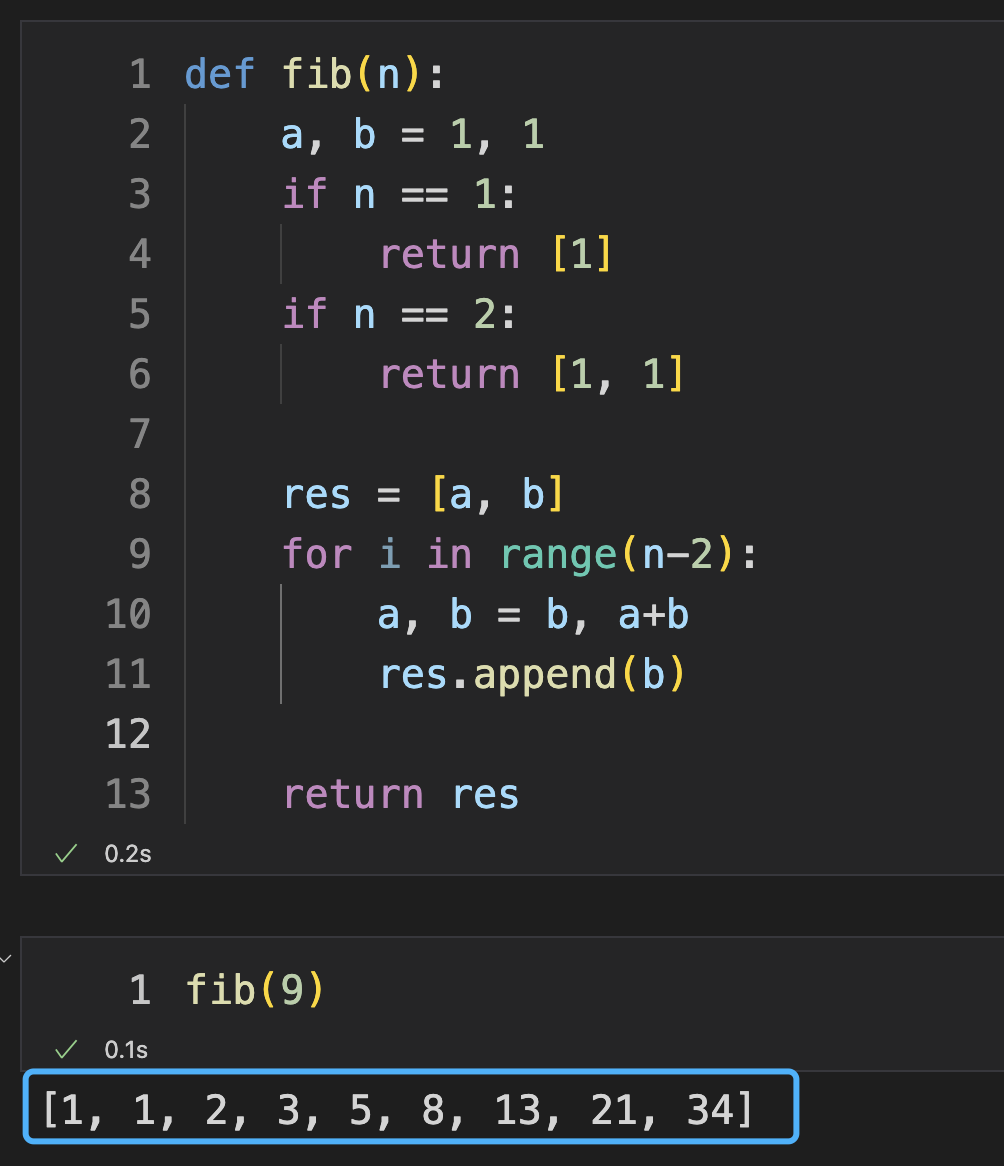 1 def fib(n):
2     a, b = 1, 1
3     if n == 1:
4         return [1]
5     if n == 2:
6         return [1, 1]
7
8     res = [a, b]
9     for i in range(n-2):
10         a, b = b, a+b
11         res.append(b)
12
13     return res
0.2s
1 fib(9)
0.1s
[1, 1, 2, 3, 5, 8, 13, 21, 34]